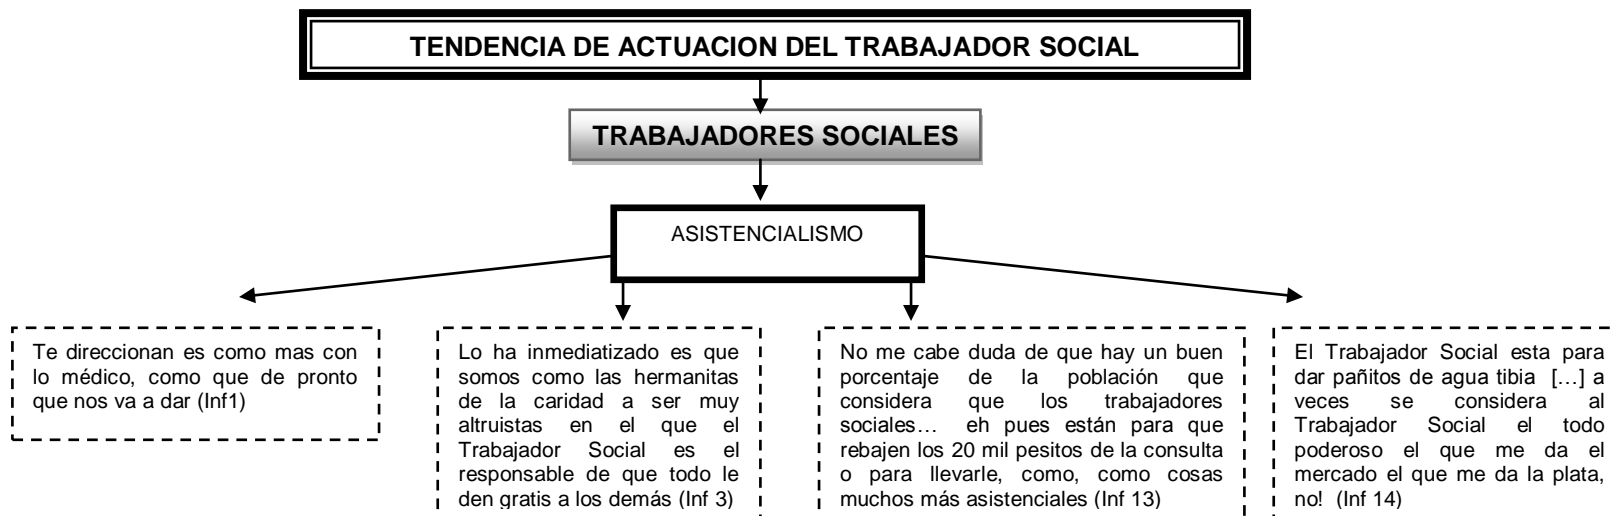 TENDENCIA DE ACTUACION DEL TRABAJADOR SOCIAL
TRABAJADORES SOCIALES
ASISTENCIALISMO
Te direccionan es como mas con
lo médico, como que de pronto
que nos va a dar (Inf1)
Lo ha inmediatizado es que
somos como las hermanitas
de la caridad a ser muy
altruistas en el que el
Trabajador Social es el
responsable de que todo le
den gratis a los demás (Inf 3)
No me cabe duda de que hay un buen
porcentaje de la población que
considera que los trabajadores
sociales… eh pues están para que
rebajen los 20 mil pesitos de la consulta
o para llevarle, como, como cosas
muchos más asistenciales (Inf 13)
El Trabajador Social esta para
dar pañitos de agua tibia […] a
veces se considera al
Trabajador Social el todo
poderoso el que me da el
mercado el que me da la plata,
no! (Inf 14)